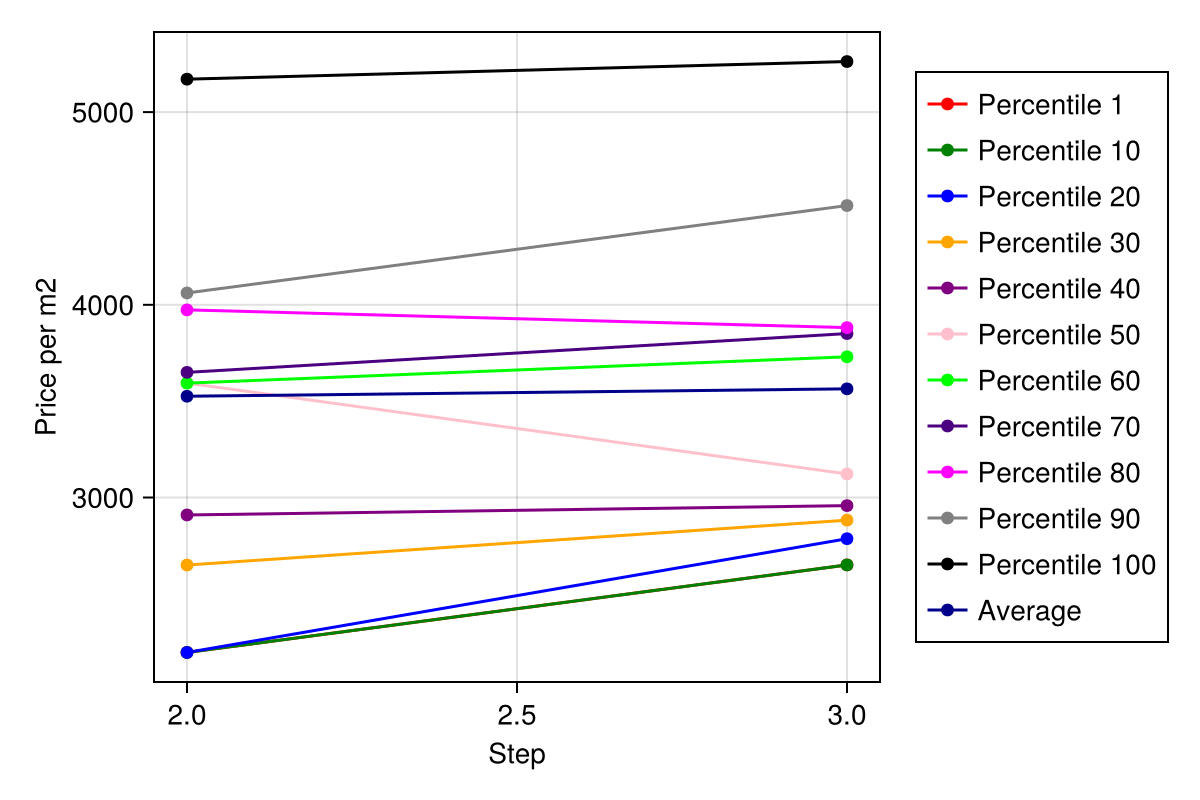 5000
4000
3000
Price per m2
2.0
2.5
3.0
Step
Percentile 1
Percentile 10
Percentile 20
Percentile 30
Percentile 40
Percentile 50
Percentile 60
Percentile 70
Percentile 80
Percentile 90
Percentile 100
Average